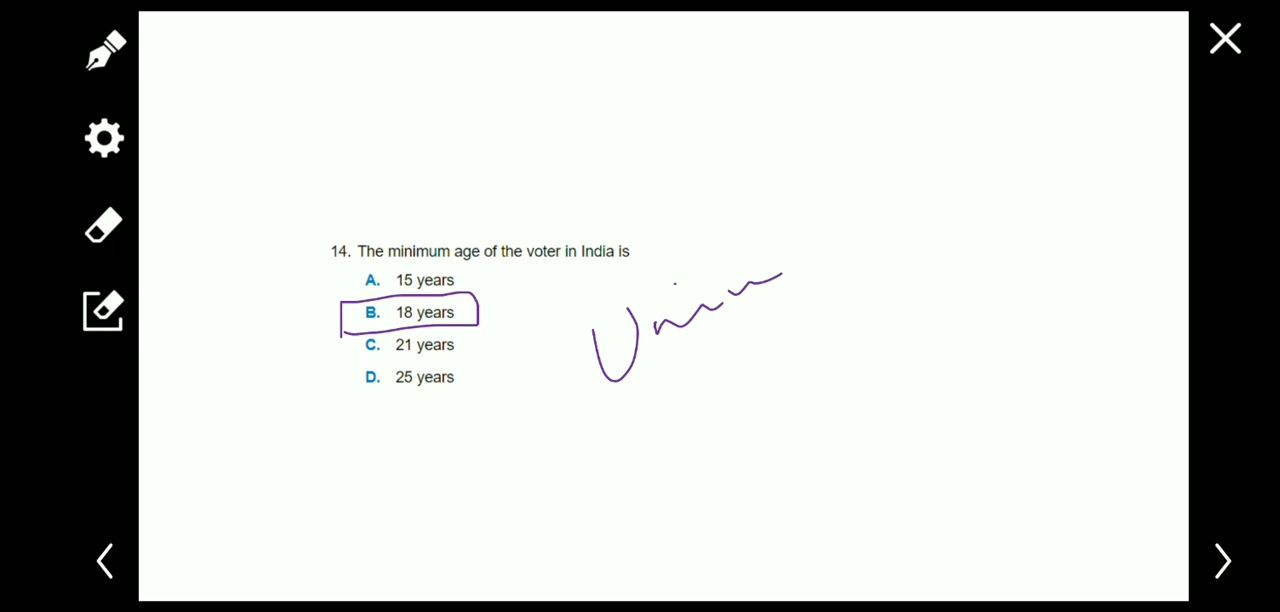 14. The minimum age of the voter in India is
A. 15 years
B. 18 years
C. 21 years
D. 25 years